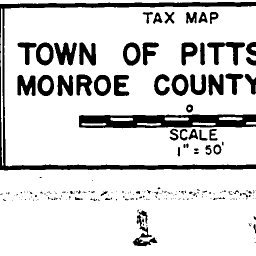 TAX MAP
TOWN OF PITTS
MONROE COUNTY
0
SCALE
1" = 50'